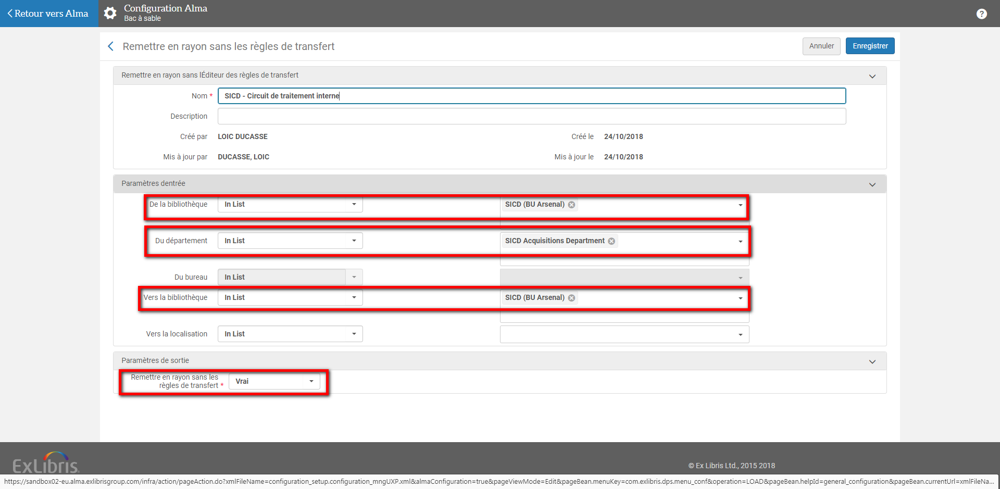 Retour vers Alma
Configuration Alma
Bac à sable
?
Remettre en rayon sans les règles de transfert
Annuler
Enregistrer
Remettre en rayon sans lÉditeur des règles de transfert
Nom * SICD - Circuit de traitement interne
Description
Créé par LOIC DUCASSE Créé le 24/10/2018
Mis à jour par DUCASSE, LOIC Mis à jour le 24/10/2018
Paramètres dentrée
De la bibliothèque In List SICD (BU Arsenal)
Du département In List SICD Acquisitions Department
Du bureau In List
Vers la bibliothèque In List SICD (BU Arsenal)
Vers la localisation In List
Paramètres de sortie
Remettre en rayon sans les
règles de transfert * Vrai
ExLibris
© Ex Libris Ltd., 2015 2018
https://sandbox02-eu.alma.exlibrisgroup.com/infra/action/pageAction.do?xmlFileName=configuration_setup.configuration_mngUXP.xml&almaConfiguration=true&pageViewMode=Edit&pageBean.menuKey=com.exlibris.dps.menu_conf&operation=LOAD&pageBean.helpId=general_configuration&pageBean.currentUrl=xmlFileNa...